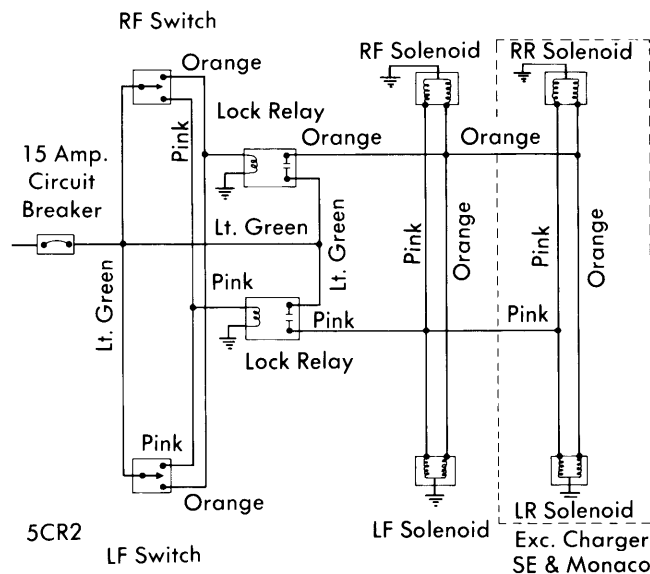 RF Switch
Orange
Pink
Lock Relay
15 Amp.
Circuit
Breaker
Orange
Orange
RF Solenoid
RR Solenoid
Lt. Green
Lt. Green
Lt. Green
Pink
Orange
Pink
Orange
Pink
Pink
Pink
Lock Relay
Pink
Orange
5CR2
LF Switch
LF Solenoid
LR Solenoid
Exc. Charger
SE & Monaco